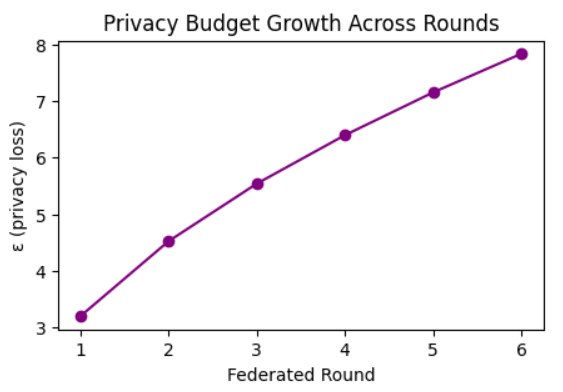 Privacy Budget Growth Across Rounds
8
7
6
5
4
3
ε (privacy loss)
1 2 3 4 5 6
Federated Round